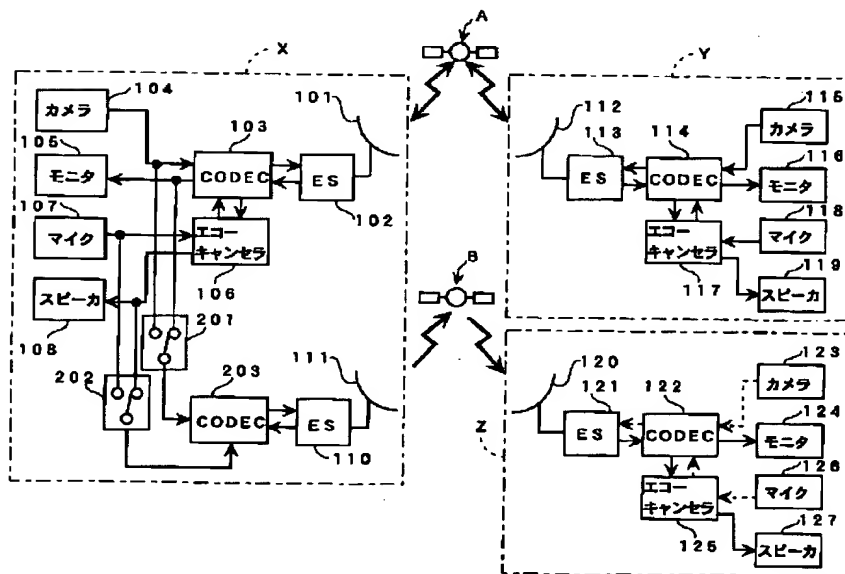 A
X
Y
104
カメラ
101
103
105
モニタ
CODEC
ES
102
107
マイク
エコー
キャンセラ
106
スピーカ
108
201
202
203
CODEC
111
ES
110
B
112
113
ES
114
CODEC
115
カメラ
116
モニタ
118
マイク
エコー
キャンセラ
117
119
スピーカ
120
121
ES
122
CODEC
123
カメラ
124
モニタ
Z
126
マイク
エコー
キャンセラ
125
127
スピーカ